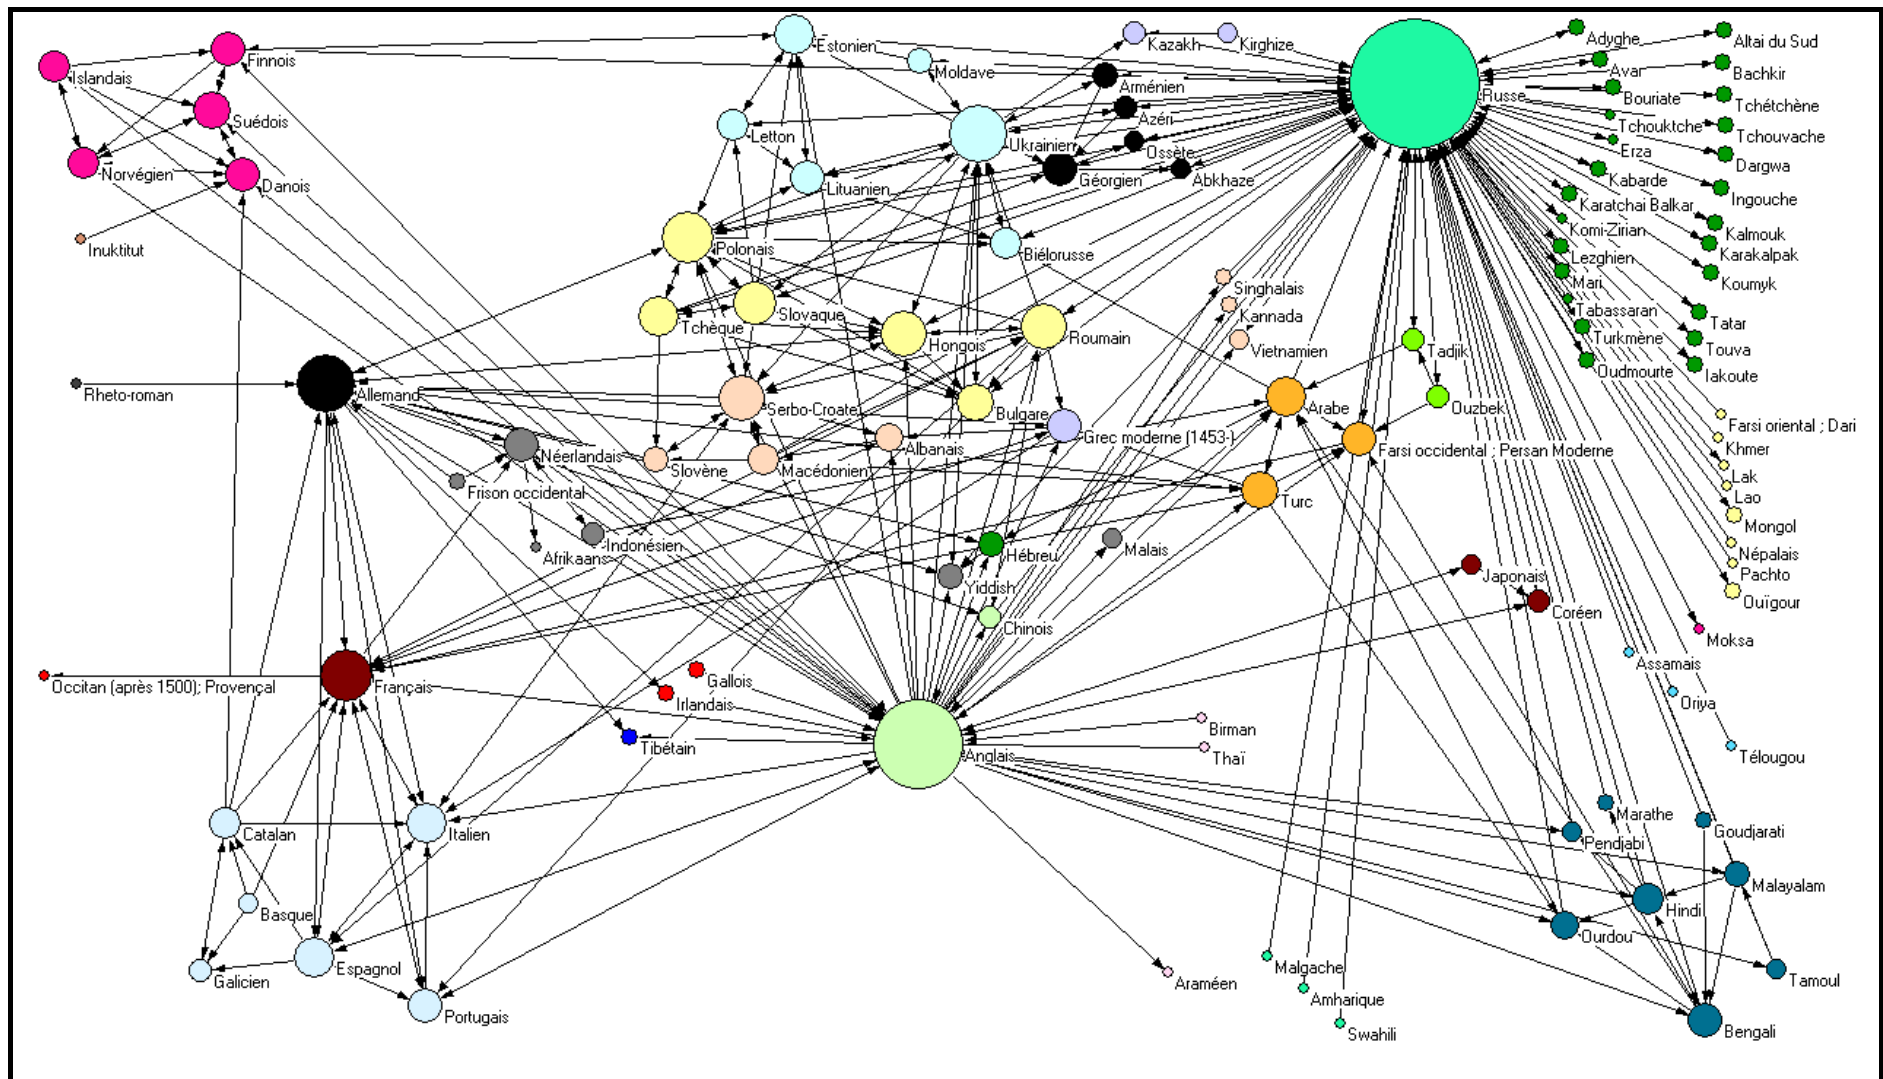 Finnois
Islandais
Suédois
Norvégien
Danois
Inuktitut
Estonien
Moldave
Letton
Ukrainien
Lituanien
Biélorusse
Kazakh
Kirghize
Arménien
Azéri
Ossète
Géorgien
Abkhaze
Russe
Adyghe
Altai du Sud
Avar
Bachkir
Bouriate
Tchétchène
Tchouktche
Tchouvache
Erza
Dargwa
Kabarde
Ingouche
Karatchai Balkar
Komi-Zirian
Kalmouk
Karakalpak
Lezghien
Mari
Koumyk
Tabassaran
Tatar
Turkmène
Touva
Oudmourte
Iakoute
Polonais
Tchèque
Slovaque
Hongois
Roumain
Bulgare
Singhalais
Kannada
Vietnamien
Tadjik
Ouzbek
Allemand
Rheto-roman
Serbo-Croate
Albanais
Grec moderne (1453-)
Arabe
Farsi occidental ; Persan Moderne
Farsi oriental ; Dari
Khmer
Lak
Lao
Mongol
Népalais
Pachto
Ouïgour
Néerlandais
Slovène
Macédonien
Frison occidental
Turc
Indonésien
Afrikaans
Hébreu
Malais
Yiddish
Chinois
Japonais
Coréen
Moksa
Assamais
Oriya
Télougou
Occitan (après 1500); Provençal
Français
Gallois
Irlandais
Tibétain
Anglais
Birman
Thaï
Catalan
Italien
Basque
Espagnol
Galicien
Portugais
Araméen
Malgache
Amharique
Swahili
Marathe
Pendjabi
Goudjarati
Malayalam
Hindi
Ourdou
Tamoul
Bengali